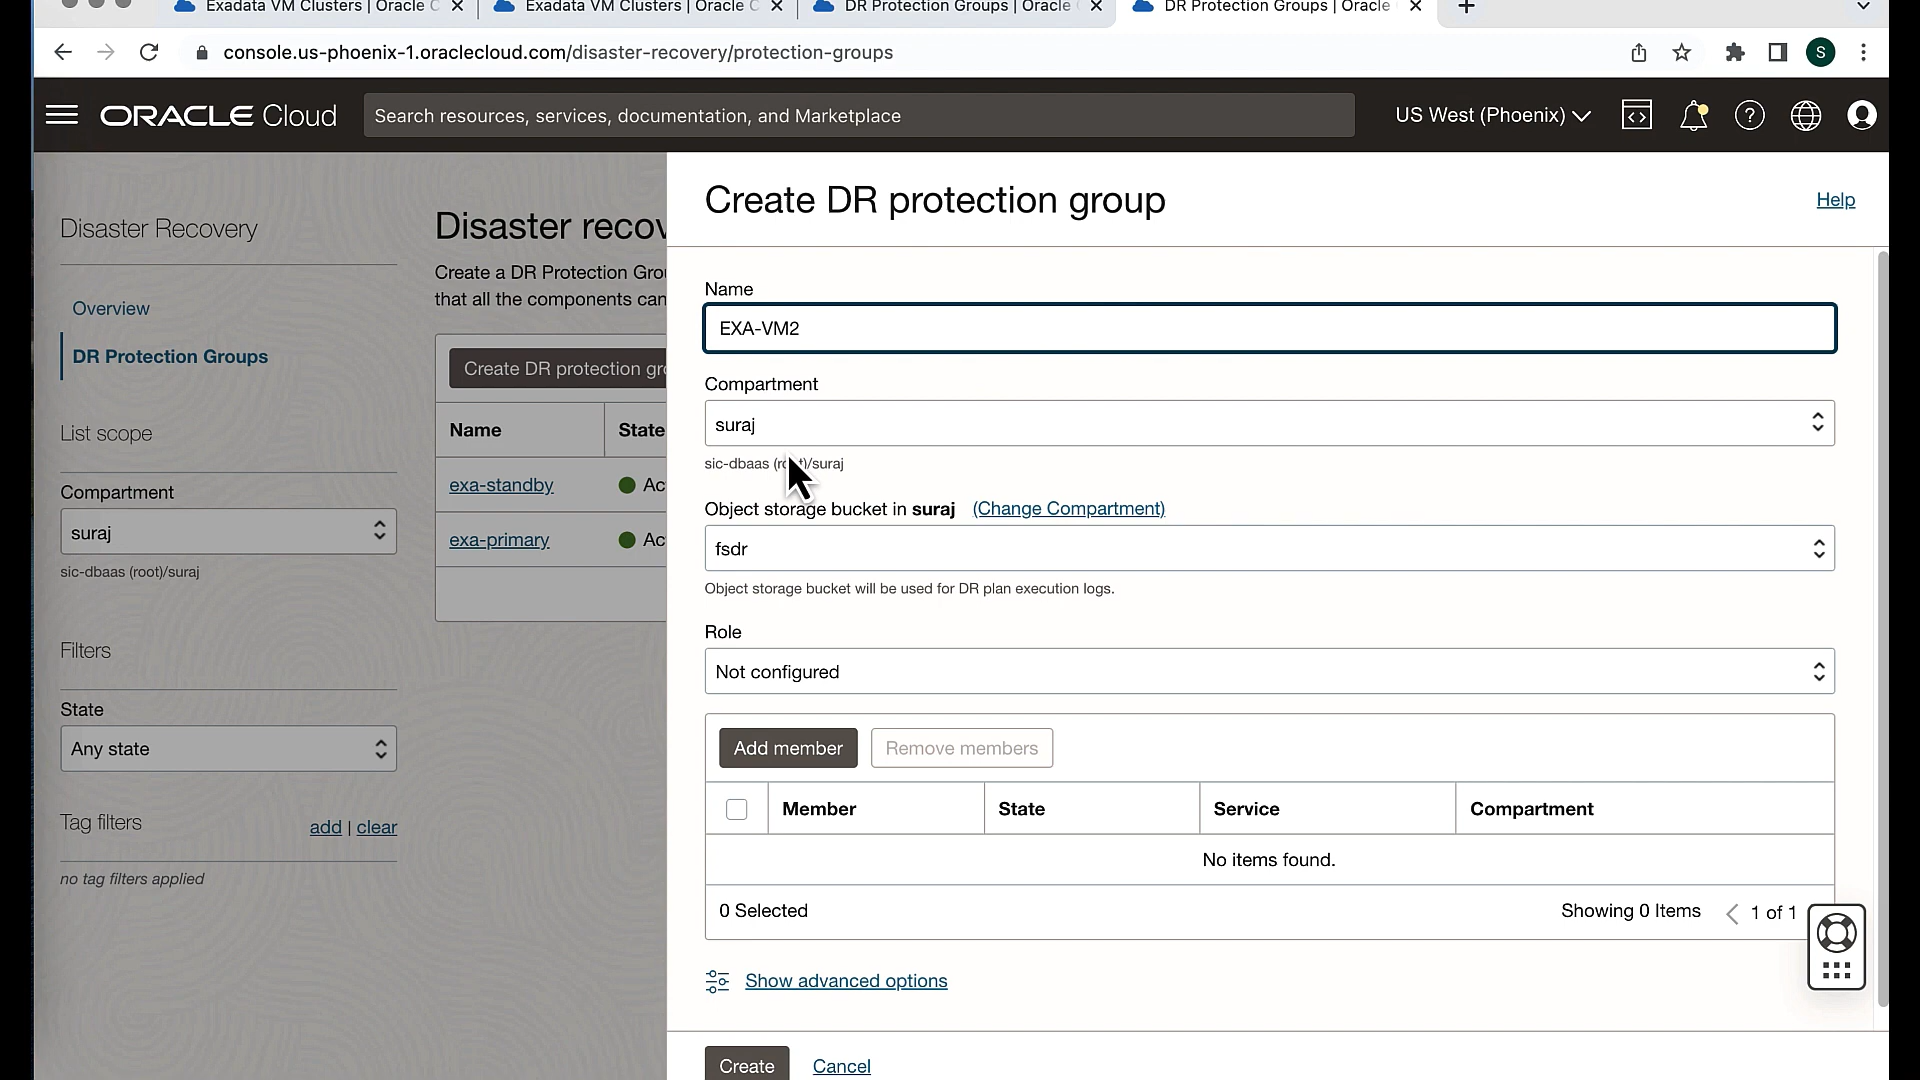 Exadata VM Clusters | Oracle C
Exadata VM Clusters | Oracle C
DR Protection Groups | Oracle
DR Protection Groups | Oracle
console.us-phoenix-1.oraclecloud.com/disaster-recovery/protection-groups
S
ORACLE Cloud
Search resources, services, documentation, and Marketplace
US West (Phoenix)
Disaster Recovery
Overview
DR Protection Groups
List scope
Compartment
suraj
sic-dbaas (root)/suraj
Filters
State
Any state
Tag filters
add | clear
no tag filters applied
Disaster recov
Create a DR Protection Grou
that all the components can
Create DR protection gro
Name State
exa-standby Ac
exa-primary Ac
Create DR protection group
Help
Name
EXA-VM2
Compartment
suraj
sic-dbaas (root)/suraj
Object storage bucket in suraj (Change Compartment)
fsdr
Object storage bucket will be used for DR plan execution logs.
Role
Not configured
Add member Remove members
Member State Service Compartment
No items found.
0 Selected Showing 0 Items 1 of 1
Show advanced options
Create Cancel